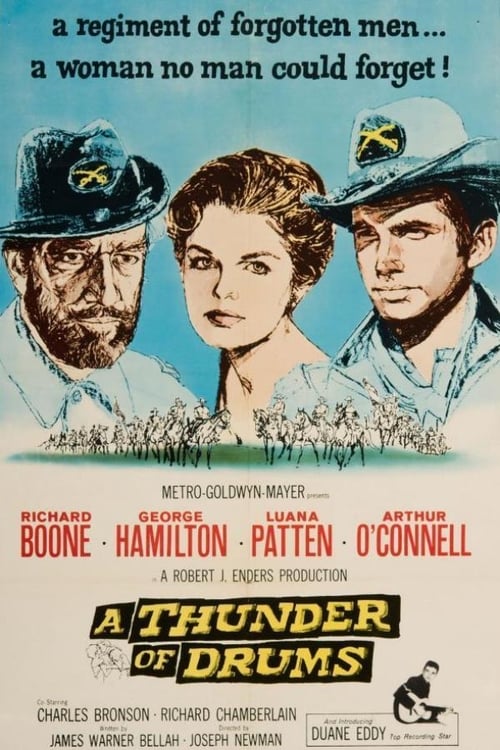 a regiment of forgotten men...
a woman no man could forget!
METRO-GOLDWYN-MAYER presents
RICHARD BOONE · GEORGE HAMILTON · LUANA PATTEN · ARTHUR O'CONNELL
in A ROBERT J. ENDERS PRODUCTION
A THUNDER
OF DRUMS
Co-Starring
CHARLES BRONSON · RICHARD CHAMBERLAIN
Written by Directed by
JAMES WARNER BELLAH · JOSEPH NEWMAN
And Introducing
DUANE EDDY Top Recording Star